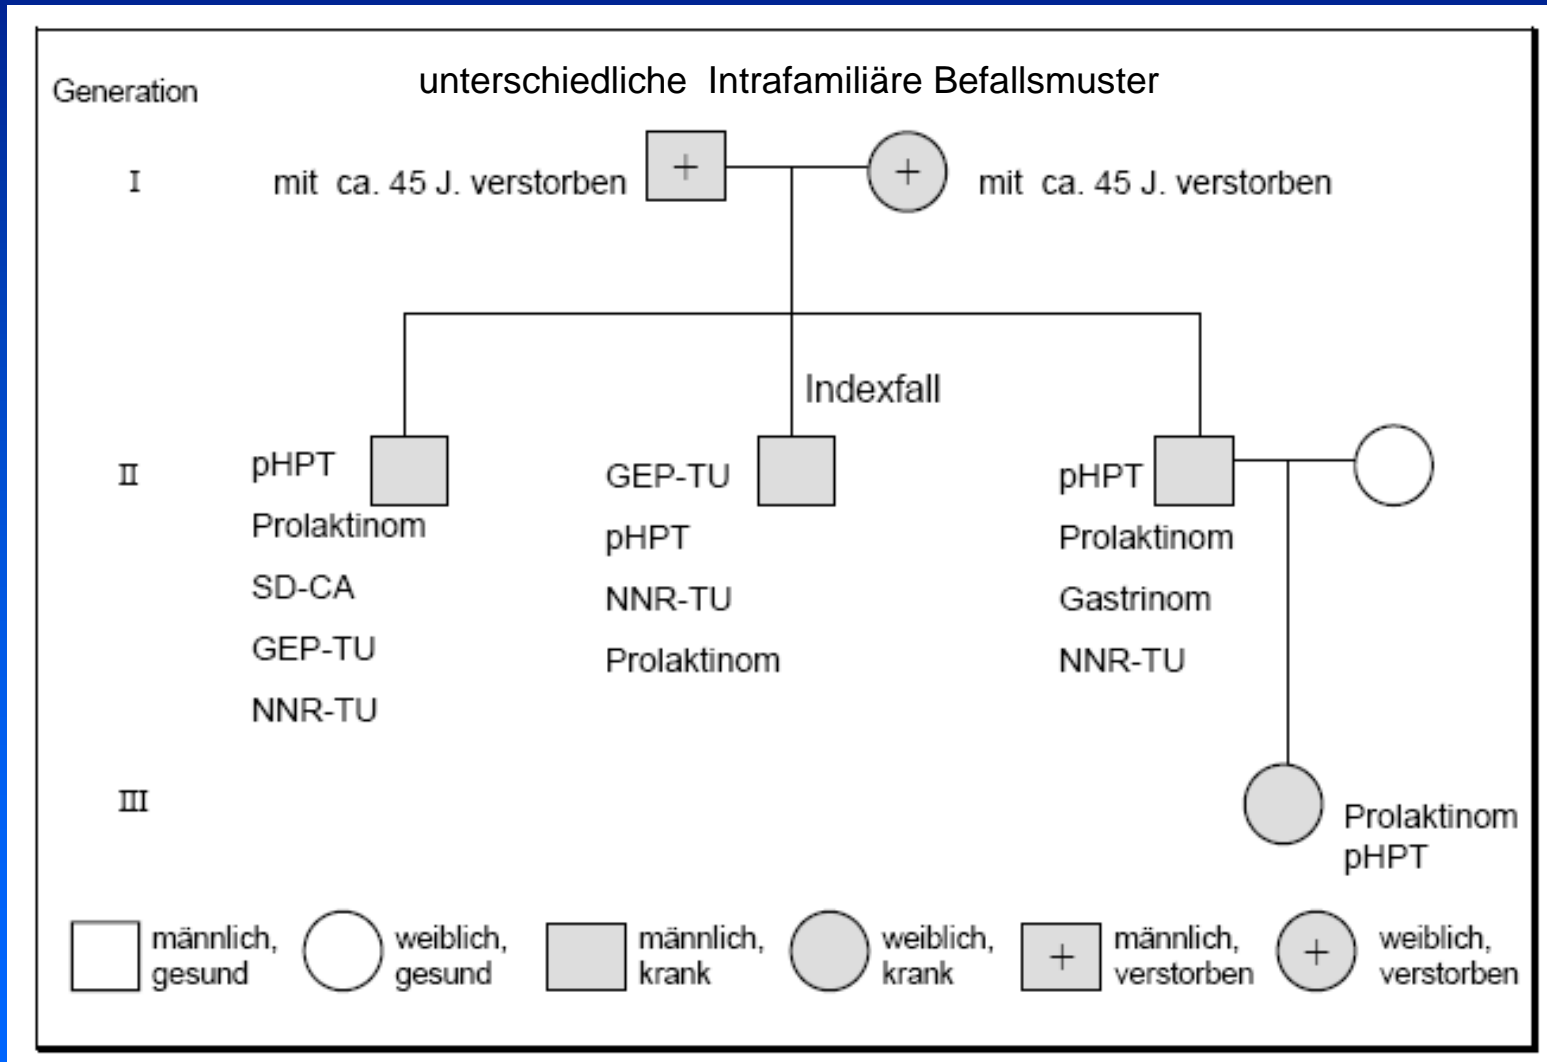 unterschiedliche Intrafamiliäre Befallsmuster
Generation
I
mit ca. 45 J. verstorben
+
+
mit ca. 45 J. verstorben
Indexfall
II
pHPT
Prolaktinom
SD-CA
GEP-TU
NNR-TU
GEP-TU
pHPT
NNR-TU
Prolaktinom
pHPT
Prolaktinom
Gastrinom
NNR-TU
III
Prolaktinom
pHPT
männlich,
gesund
weiblich,
gesund
männlich,
krank
weiblich,
krank
+
männlich,
verstorben
+
weiblich,
verstorben